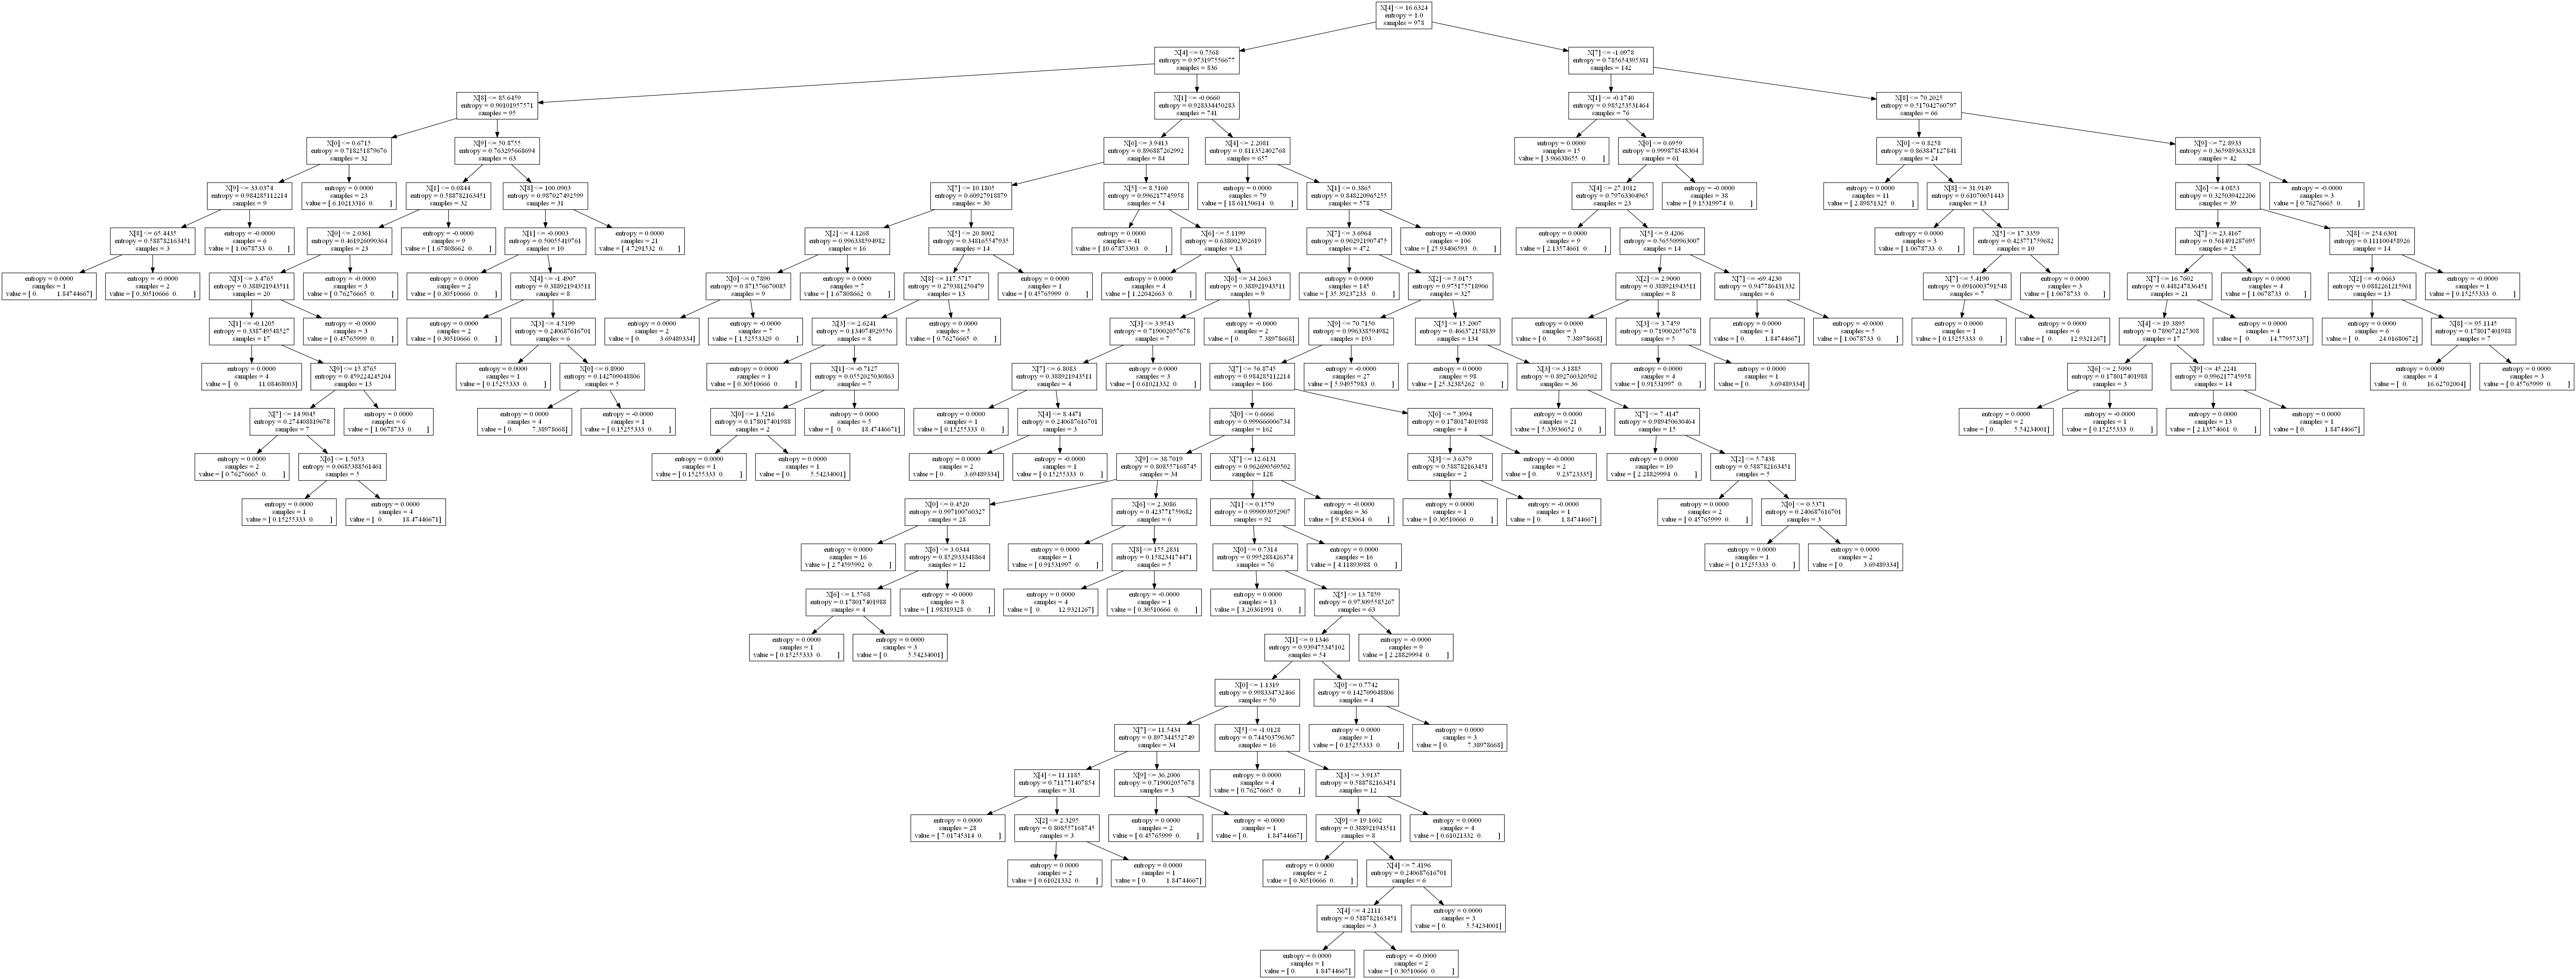 X[4] <= 16.6324
entropy = 1.0
samples = 978
X[4] <= 0.7568
entropy = 0.973197556677
samples = 836
X[7] <= -1.0978
entropy = 0.785654395381
samples = 142
X[8] <= 85.6459
entropy = 0.90101957571
samples = 95
X[1] <= -0.0660
entropy = 0.928334450283
samples = 741
X[1] <= -0.1740
entropy = 0.985253531464
samples = 76
X[8] <= 70.2025
entropy = 0.517042760797
samples = 66
X[0] <= 0.6715
entropy = 0.718251879676
samples = 32
X[9] <= 50.8755
entropy = 0.763295668694
samples = 63
X[6] <= 3.9413
entropy = 0.896887262992
samples = 84
X[4] <= 2.2081
entropy = 0.811352402768
samples = 657
entropy = 0.0000
samples = 15
value = [ 3.96638655 0. ]
X[0] <= 0.6959
entropy = 0.999878548304
samples = 61
X[0] <= 0.8258
entropy = 0.863847127841
samples = 24
X[9] <= 72.8933
entropy = 0.365989363328
samples = 42
X[9] <= 33.0374
entropy = 0.984285112214
samples = 9
entropy = 0.0000
samples = 23
value = [ 6.10213316 0. ]
X[1] <= 0.0844
entropy = 0.588782163451
samples = 32
X[8] <= 100.0903
entropy = 0.987027492599
samples = 31
X[7] <= 10.1805
entropy = 0.60927918879
samples = 30
X[5] <= 8.5160
entropy = 0.996217745958
samples = 54
entropy = 0.0000
samples = 79
value = [ 18.61150614 0. ]
X[1] <= 0.3865
entropy = 0.848220965255
samples = 578
X[4] <= 27.1012
entropy = 0.79763304965
samples = 23
entropy = -0.0000
samples = 38
value = [ 9.15319974 0. ]
entropy = 0.0000
samples = 11
value = [ 2.89851325 0. ]
X[8] <= 31.9149
entropy = 0.61070051443
samples = 13
X[6] <= 4.0853
entropy = 0.325039422206
samples = 39
entropy = -0.0000
samples = 3
value = [ 0.76276665 0. ]
X[8] <= 65.4435
entropy = 0.588782163451
samples = 3
entropy = -0.0000
samples = 6
value = [ 1.0678733 0. ]
X[0] <= 2.0361
entropy = 0.461926090364
samples = 23
entropy = -0.0000
samples = 9
value = [ 1.67808662 0. ]
X[1] <= -0.0003
entropy = 0.50055419761
samples = 10
entropy = 0.0000
samples = 21
value = [ 4.7291532 0. ]
X[2] <= 4.1268
entropy = 0.996338594982
samples = 16
X[5] <= 20.8002
entropy = 0.348165547935
samples = 14
entropy = 0.0000
samples = 41
value = [ 10.67873303 0. ]
X[6] <= 5.1199
entropy = 0.638002392619
samples = 13
X[7] <= 3.6964
entropy = 0.902921907475
samples = 472
entropy = -0.0000
samples = 106
value = [ 25.93406593 0. ]
entropy = 0.0000
samples = 9
value = [ 2.13574661 0. ]
X[5] <= 9.4206
entropy = 0.565509963007
samples = 14
entropy = 0.0000
samples = 3
value = [ 1.0678733 0. ]
X[5] <= 17.3359
entropy = 0.423771759682
samples = 10
X[7] <= 23.4167
entropy = 0.561491287695
samples = 25
X[8] <= 254.6301
entropy = 0.111100458926
samples = 14
entropy = 0.0000
samples = 1
value = [ 0. 1.84744667]
entropy = -0.0000
samples = 2
value = [ 0.30510666 0. ]
X[3] <= 3.4765
entropy = 0.388921943511
samples = 20
entropy = -0.0000
samples = 3
value = [ 0.76276665 0. ]
entropy = 0.0000
samples = 2
value = [ 0.30510666 0. ]
X[4] <= -1.4907
entropy = 0.388921943511
samples = 8
X[0] <= 0.7890
entropy = 0.871576670085
samples = 9
entropy = 0.0000
samples = 7
value = [ 1.67808662 0. ]
X[8] <= 117.5717
entropy = 0.279381250479
samples = 13
entropy = 0.0000
samples = 1
value = [ 0.45765999 0. ]
entropy = 0.0000
samples = 4
value = [ 1.22042663 0. ]
X[6] <= 34.2663
entropy = 0.388921943511
samples = 9
entropy = 0.0000
samples = 145
value = [ 35.39237233 0. ]
X[2] <= 5.0175
entropy = 0.975175718906
samples = 327
X[2] <= 2.9000
entropy = 0.388921943511
samples = 8
X[7] <= -69.4230
entropy = 0.947786431332
samples = 6
X[7] <= 5.4190
entropy = 0.0916003791548
samples = 7
entropy = 0.0000
samples = 3
value = [ 1.0678733 0. ]
X[7] <= 16.7602
entropy = 0.448247836451
samples = 21
entropy = 0.0000
samples = 4
value = [ 1.0678733 0. ]
X[2] <= -0.0663
entropy = 0.0882261215961
samples = 13
entropy = -0.0000
samples = 1
value = [ 0.15255333 0. ]
X[1] <= -0.1205
entropy = 0.338749548527
samples = 17
entropy = -0.0000
samples = 3
value = [ 0.45765999 0. ]
entropy = 0.0000
samples = 2
value = [ 0.30510666 0. ]
X[3] <= 4.5199
entropy = 0.240687616701
samples = 6
entropy = 0.0000
samples = 2
value = [ 0. 3.69489334]
entropy = -0.0000
samples = 7
value = [ 1.52553329 0. ]
X[3] <= 2.6241
entropy = 0.134074929556
samples = 8
entropy = 0.0000
samples = 5
value = [ 0.76276665 0. ]
X[3] <= 3.9543
entropy = 0.719002057678
samples = 7
entropy = -0.0000
samples = 2
value = [ 0. 7.38978668]
X[9] <= 70.7150
entropy = 0.996338594982
samples = 193
X[5] <= 15.2007
entropy = 0.466372158839
samples = 134
entropy = 0.0000
samples = 3
value = [ 0. 7.38978668]
X[3] <= 3.7459
entropy = 0.719002057678
samples = 5
entropy = 0.0000
samples = 1
value = [ 0. 1.84744667]
entropy = -0.0000
samples = 5
value = [ 1.0678733 0. ]
entropy = 0.0000
samples = 1
value = [ 0.15255333 0. ]
entropy = 0.0000
samples = 6
value = [ 0. 12.9321267]
X[4] <= 19.3895
entropy = 0.789072127308
samples = 17
entropy = -0.0000
samples = 4
value = [ 0. 14.77957337]
entropy = 0.0000
samples = 6
value = [ 0. 24.01680672]
X[8] <= 95.1145
entropy = 0.178017401988
samples = 7
entropy = 0.0000
samples = 4
value = [ 0. 11.08468003]
X[9] <= 15.8765
entropy = 0.459224245204
samples = 13
entropy = 0.0000
samples = 1
value = [ 0.15255333 0. ]
X[0] <= 0.8900
entropy = 0.142709048806
samples = 5
entropy = 0.0000
samples = 1
value = [ 0.30510666 0. ]
X[1] <= -0.7127
entropy = 0.0552025030863
samples = 7
X[7] <= 6.8083
entropy = 0.388921943511
samples = 4
entropy = 0.0000
samples = 3
value = [ 0.61021332 0. ]
X[7] <= 56.8745
entropy = 0.984285112214
samples = 166
entropy = -0.0000
samples = 27
value = [ 5.94957983 0. ]
entropy = 0.0000
samples = 98
value = [ 25.32385262 0. ]
X[3] <= 3.1885
entropy = 0.892760320502
samples = 36
entropy = 0.0000
samples = 4
value = [ 0.91531997 0. ]
entropy = 0.0000
samples = 1
value = [ 0. 3.69489334]
X[6] <= 2.5090
entropy = 0.178017401988
samples = 3
X[9] <= 45.2241
entropy = 0.996217745958
samples = 14
entropy = 0.0000
samples = 4
value = [ 0. 16.62702004]
entropy = 0.0000
samples = 3
value = [ 0.45765999 0. ]
X[7] <= 14.9045
entropy = 0.274408819678
samples = 7
entropy = 0.0000
samples = 6
value = [ 1.0678733 0. ]
entropy = 0.0000
samples = 4
value = [ 0. 7.38978668]
entropy = -0.0000
samples = 1
value = [ 0.15255333 0. ]
X[0] <= 1.5216
entropy = 0.178017401988
samples = 2
entropy = 0.0000
samples = 5
value = [ 0. 18.47446671]
entropy = 0.0000
samples = 1
value = [ 0.15255333 0. ]
X[4] <= 8.4471
entropy = 0.240687616701
samples = 3
X[0] <= 0.6666
entropy = 0.999666006734
samples = 162
X[6] <= 7.3994
entropy = 0.178017401988
samples = 4
entropy = 0.0000
samples = 21
value = [ 5.33936652 0. ]
X[7] <= 7.4147
entropy = 0.989450630464
samples = 15
entropy = 0.0000
samples = 2
value = [ 0. 5.54234001]
entropy = -0.0000
samples = 1
value = [ 0.15255333 0. ]
entropy = 0.0000
samples = 13
value = [ 2.13574661 0. ]
entropy = 0.0000
samples = 1
value = [ 0. 1.84744667]
entropy = 0.0000
samples = 2
value = [ 0.76276665 0. ]
X[6] <= 1.5053
entropy = 0.0685388561461
samples = 5
entropy = 0.0000
samples = 1
value = [ 0.15255333 0. ]
entropy = 0.0000
samples = 1
value = [ 0. 5.54234001]
entropy = 0.0000
samples = 2
value = [ 0. 3.69489334]
entropy = -0.0000
samples = 1
value = [ 0.15255333 0. ]
X[9] <= 38.7019
entropy = 0.808557168745
samples = 34
X[7] <= 12.6131
entropy = 0.962690569502
samples = 128
X[3] <= 3.6379
entropy = 0.588782163451
samples = 2
entropy = -0.0000
samples = 2
value = [ 0. 9.23723335]
entropy = 0.0000
samples = 10
value = [ 2.28829994 0. ]
X[2] <= 5.7438
entropy = 0.588782163451
samples = 5
entropy = 0.0000
samples = 1
value = [ 0.15255333 0. ]
entropy = 0.0000
samples = 4
value = [ 0. 18.47446671]
X[0] <= 0.4520
entropy = 0.997100760327
samples = 28
X[6] <= 2.3086
entropy = 0.423771759682
samples = 6
X[1] <= 0.1579
entropy = 0.999093952907
samples = 92
entropy = -0.0000
samples = 36
value = [ 9.4583064 0. ]
entropy = 0.0000
samples = 1
value = [ 0.30510666 0. ]
entropy = -0.0000
samples = 1
value = [ 0. 1.84744667]
entropy = 0.0000
samples = 2
value = [ 0.45765999 0. ]
X[0] <= 0.5371
entropy = 0.240687616701
samples = 3
entropy = 0.0000
samples = 16
value = [ 2.74595992 0. ]
X[6] <= 3.0344
entropy = 0.852933348864
samples = 12
entropy = 0.0000
samples = 1
value = [ 0.91531997 0. ]
X[8] <= 155.2831
entropy = 0.158234174471
samples = 5
X[0] <= 0.7314
entropy = 0.995288426374
samples = 76
entropy = 0.0000
samples = 16
value = [ 4.11893988 0. ]
entropy = 0.0000
samples = 1
value = [ 0.15255333 0. ]
entropy = 0.0000
samples = 2
value = [ 0. 3.69489334]
X[6] <= 1.5768
entropy = 0.178017401988
samples = 4
entropy = -0.0000
samples = 8
value = [ 1.98319328 0. ]
entropy = 0.0000
samples = 4
value = [ 0. 12.9321267]
entropy = -0.0000
samples = 1
value = [ 0.30510666 0. ]
entropy = 0.0000
samples = 13
value = [ 3.20361991 0. ]
X[5] <= 13.7859
entropy = 0.973095585267
samples = 63
entropy = 0.0000
samples = 1
value = [ 0.15255333 0. ]
entropy = 0.0000
samples = 3
value = [ 0. 5.54234001]
X[1] <= 0.1346
entropy = 0.939475345102
samples = 54
entropy = -0.0000
samples = 9
value = [ 2.28829994 0. ]
X[0] <= 1.1319
entropy = 0.998334732466
samples = 50
X[0] <= 0.7742
entropy = 0.142709048806
samples = 4
X[7] <= 11.5434
entropy = 0.897344552749
samples = 34
X[5] <= -1.0128
entropy = 0.744503796367
samples = 16
entropy = 0.0000
samples = 1
value = [ 0.15255333 0. ]
entropy = 0.0000
samples = 3
value = [ 0. 7.38978668]
X[4] <= 11.1185
entropy = 0.711771407854
samples = 31
X[9] <= 36.2006
entropy = 0.719002057678
samples = 3
entropy = 0.0000
samples = 4
value = [ 0.76276665 0. ]
X[3] <= 3.9137
entropy = 0.588782163451
samples = 12
entropy = 0.0000
samples = 28
value = [ 7.01745314 0. ]
X[2] <= 2.3295
entropy = 0.808557168745
samples = 3
entropy = 0.0000
samples = 2
value = [ 0.45765999 0. ]
entropy = -0.0000
samples = 1
value = [ 0. 1.84744667]
X[9] <= 19.1602
entropy = 0.388921943511
samples = 8
entropy = 0.0000
samples = 4
value = [ 0.61021332 0. ]
entropy = 0.0000
samples = 2
value = [ 0.61021332 0. ]
entropy = 0.0000
samples = 1
value = [ 0. 1.84744667]
entropy = 0.0000
samples = 2
value = [ 0.30510666 0. ]
X[4] <= 7.4196
entropy = 0.240687616701
samples = 6
X[4] <= 4.2111
entropy = 0.588782163451
samples = 3
entropy = 0.0000
samples = 3
value = [ 0. 5.54234001]
entropy = 0.0000
samples = 1
value = [ 0. 1.84744667]
entropy = -0.0000
samples = 2
value = [ 0.30510666 0. ]